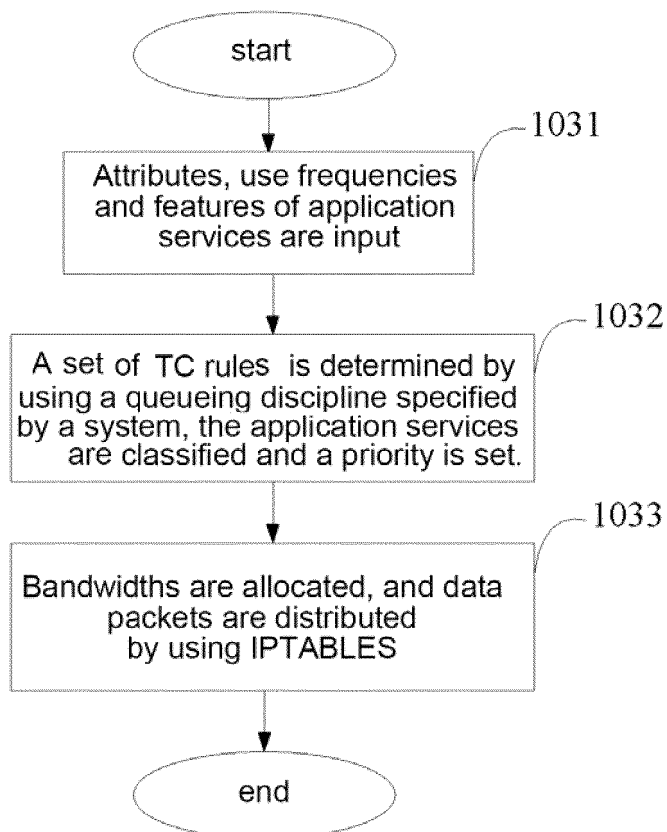 start
1031
Attributes, use frequencies
and features of application
services are input
1032
A set of TC rules is determined by
using a queueing discipline specified
by a system, the application services
are classified and a priority is set.
1033
Bandwidths are allocated, and data
packets are distributed
by using IPTABLES
end